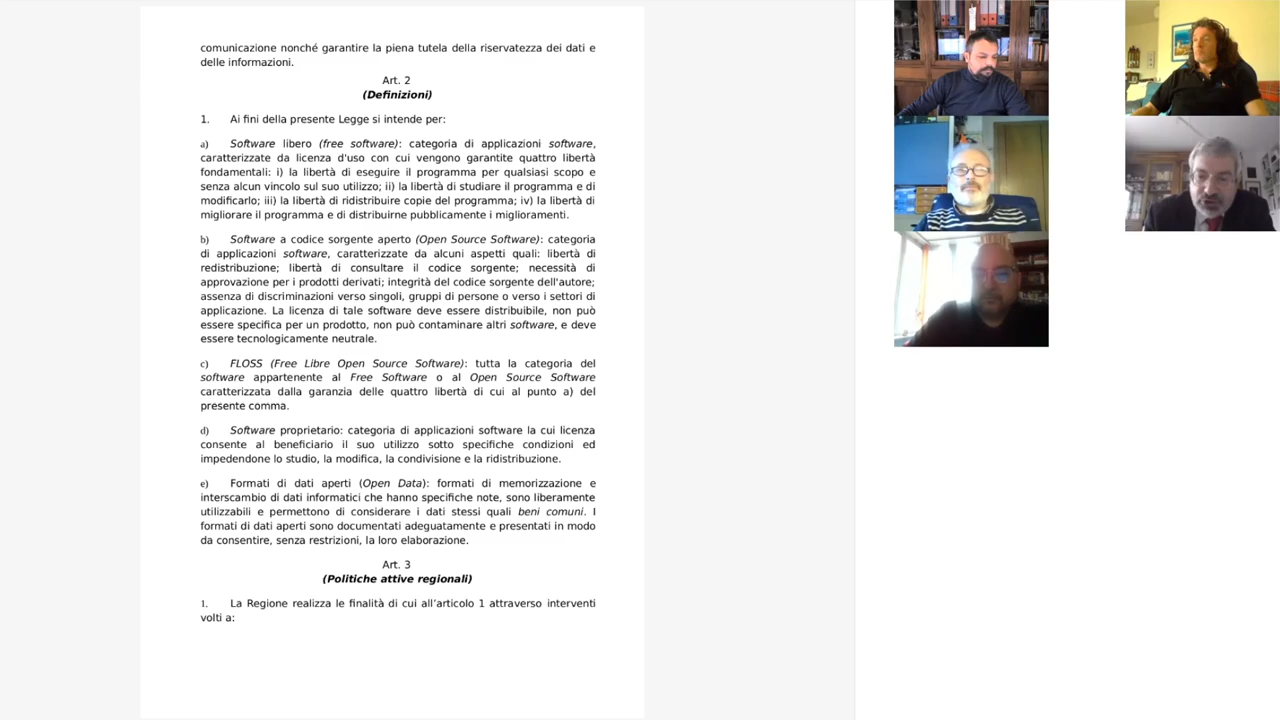 comunicazione nonché garantire la piena tutela della riservatezza dei dati e
delle informazioni.
Art. 2
(Definizioni)
1. Ai fini della presente Legge si intende per:
a) Software libero (free software): categoria di applicazioni software,
caratterizzate da licenza d'uso con cui vengono garantite quattro libertà
fondamentali: i) la libertà di eseguire il programma per qualsiasi scopo e
senza alcun vincolo sul suo utilizzo; ii) la libertà di studiare il programma e di
modificarlo; iii) la libertà di ridistribuire copie del programma; iv) la libertà di
migliorare il programma e di distribuirne pubblicamente i miglioramenti.
b) Software a codice sorgente aperto (Open Source Software): categoria
di applicazioni software, caratterizzate da alcuni aspetti quali: libertà di
redistribuzione; libertà di consultare il codice sorgente; necessità di
approvazione per i prodotti derivati; integrità del codice sorgente dell'autore;
assenza di discriminazioni verso singoli, gruppi di persone o verso i settori di
applicazione. La licenza di tale software deve essere distribuibile, non può
essere specifica per un prodotto, non può contaminare altri software, e deve
essere tecnologicamente neutrale.
c) FLOSS (Free Libre Open Source Software): tutta la categoria del
software appartenente al Free Software o al Open Source Software
caratterizzata dalla garanzia delle quattro libertà di cui al punto a) del
presente comma.
d) Software proprietario: categoria di applicazioni software la cui licenza
consente al beneficiario il suo utilizzo sotto specifiche condizioni ed
impedendone lo studio, la modifica, la condivisione e la ridistribuzione.
e) Formati di dati aperti (Open Data): formati di memorizzazione e
interscambio di dati informatici che hanno specifiche note, sono liberamente
utilizzabili e permettono di considerare i dati stessi quali beni comuni. I
formati di dati aperti sono documentati adeguatamente e presentati in modo
da consentire, senza restrizioni, la loro elaborazione.
Art. 3
(Politiche attive regionali)
1. La Regione realizza le finalità di cui all’articolo 1 attraverso interventi
volti a: